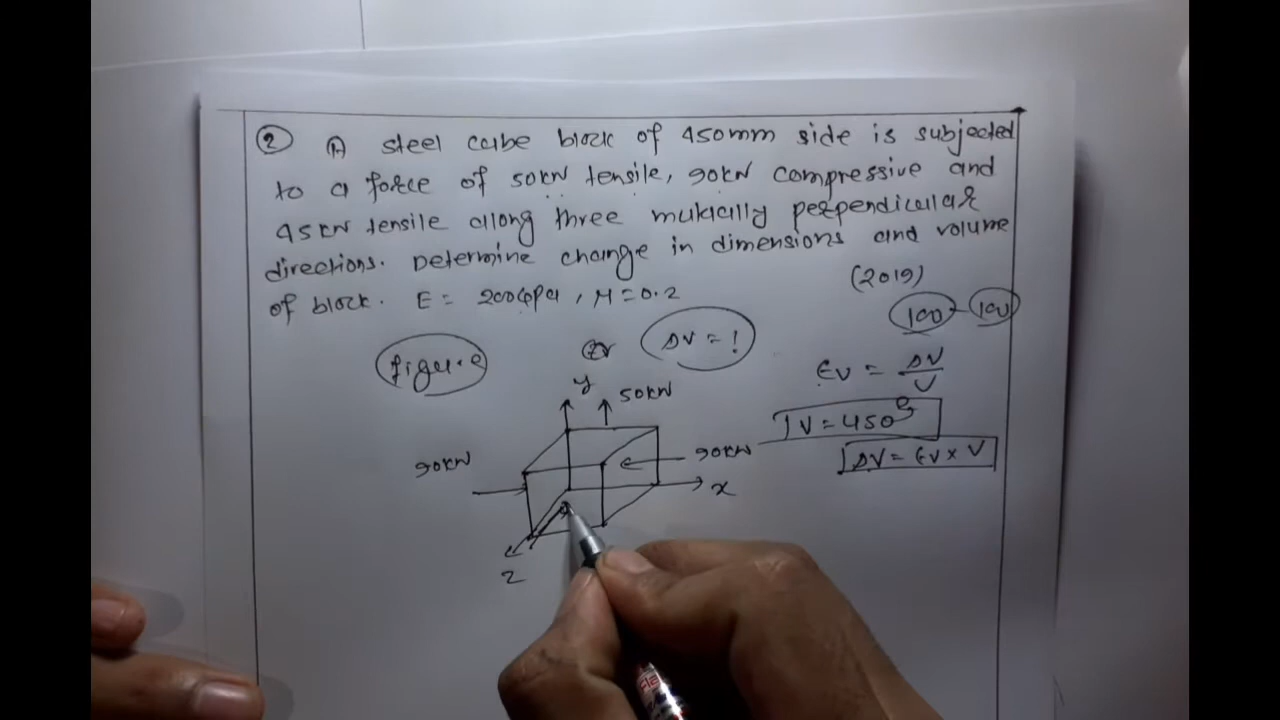 ② A steel cube block of 450mm side is subjected
to a force of 50kN tensile, 90kN compressive and
45kN tensile along three mutually perpendicular
directions. Determine change in dimensions and volume
of block. E = 200Gpa, μ = 0.2
(2019)
100 - 100
figure
ΔV = !
εv = ΔV/V
V = 450³
ΔV = εv × V
y
50kN
90kN
90kN
x
z